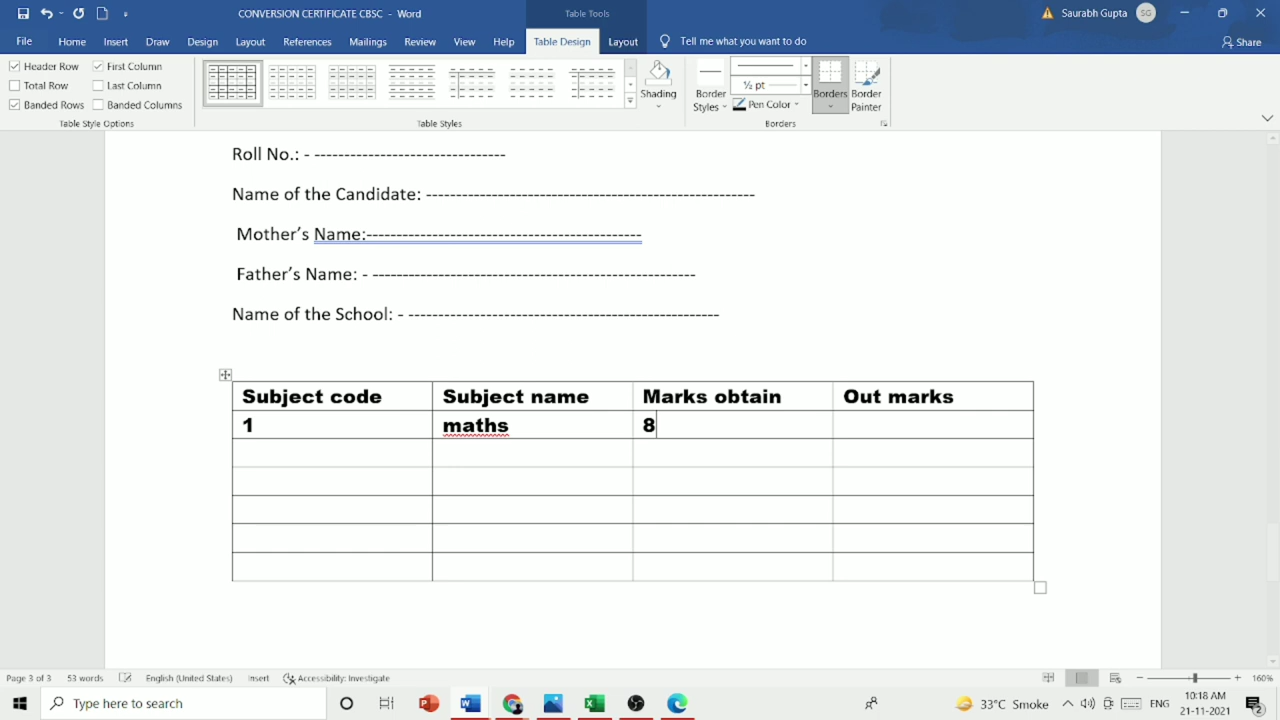 CONVERSION CERTIFICATE CBSC - Word
Table Tools
Saurabh Gupta
SG
File Home Insert Draw Design Layout References Mailings Review View Help Table Design Layout Tell me what you want to do Share
Header Row First Column
Total Row Last Column
Banded Rows Banded Columns
Table Style Options
Table Styles
Shading
Border Styles
½ pt
Pen Color
Borders
Border Painter
Borders
Roll No.: - --------------------------------
Name of the Candidate: -------------------------------------------------------
Mother's Name:----------------------------------------------
Father's Name: - ------------------------------------------------------
Name of the School: - ----------------------------------------------------
Subject code Subject name Marks obtain Out marks
1 maths 8
Page 3 of 3 53 words English (United States) Insert Accessibility: Investigate 160%
Type here to search
33°C Smoke
ENG
10:18 AM
21-11-2021
2